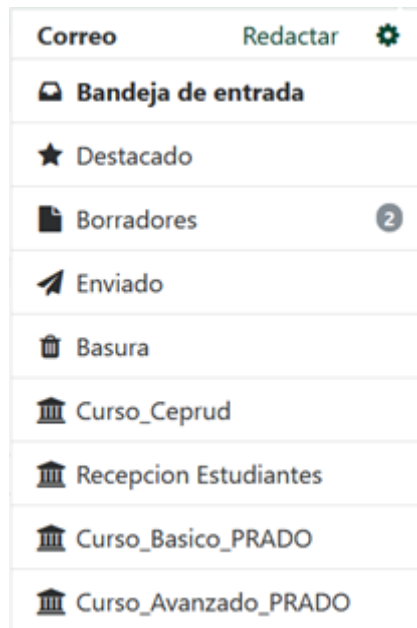 Correo Redactar
Bandeja de entrada
Destacado
Borradores 2
Enviado
Basura
Curso_Ceprud
Recepcion Estudiantes
Curso_Basico_PRADO
Curso_Avanzado_PRADO